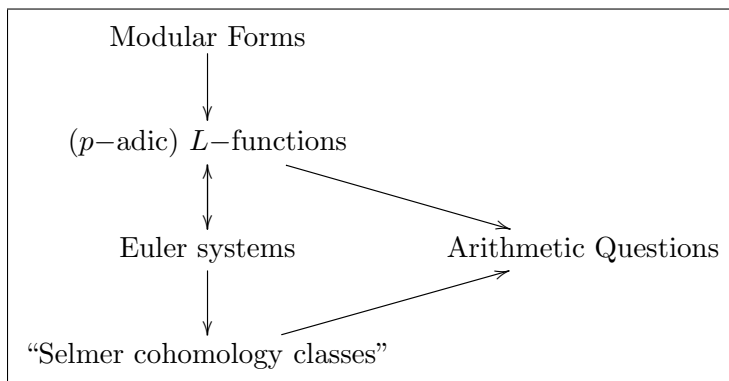 Modular Forms
(p−adic) L−functions
Euler systems
Arithmetic Questions
“Selmer cohomology classes”